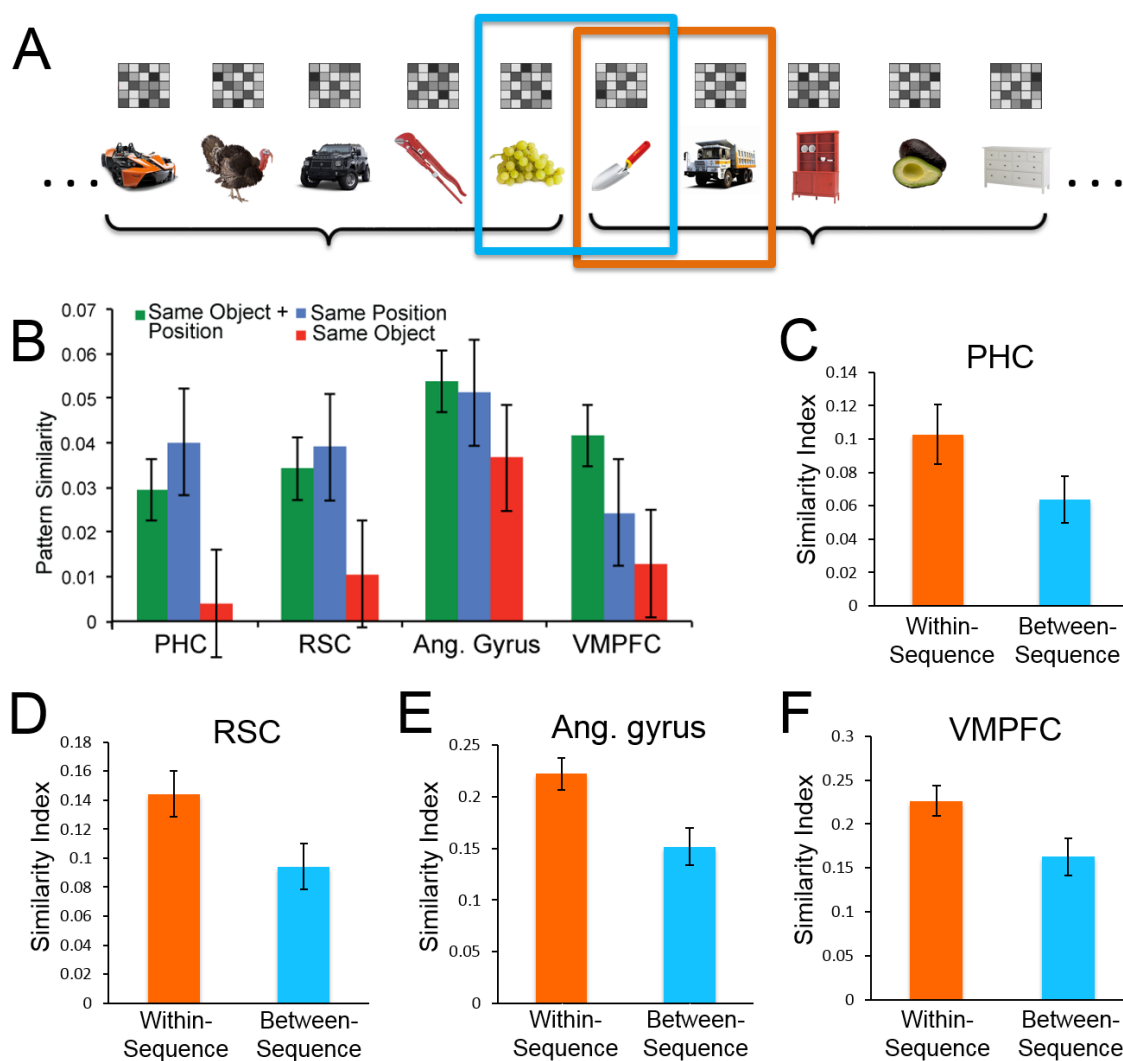 A
. . .
. . .
B
Same Object +
Position
Same Position
Same Object
Pattern Similarity
0.07
0.06
0.05
0.04
0.03
0.02
0.01
0
PHC
RSC
Ang. Gyrus
VMPFC
C
PHC
Similarity Index
0.14
0.12
0.1
0.08
0.06
0.04
0.02
0
Within-
Sequence
Between-
Sequence
D
RSC
Similarity Index
0.18
0.16
0.14
0.12
0.1
0.08
0.06
0.04
0.02
0
Within-
Sequence
Between-
Sequence
E
Ang. gyrus
Similarity Index
0.25
0.2
0.15
0.1
0.05
0
Within-
Sequence
Between-
Sequence
F
VMPFC
Similarity Index
0.3
0.25
0.2
0.15
0.1
0.05
0
Within-
Sequence
Between-
Sequence